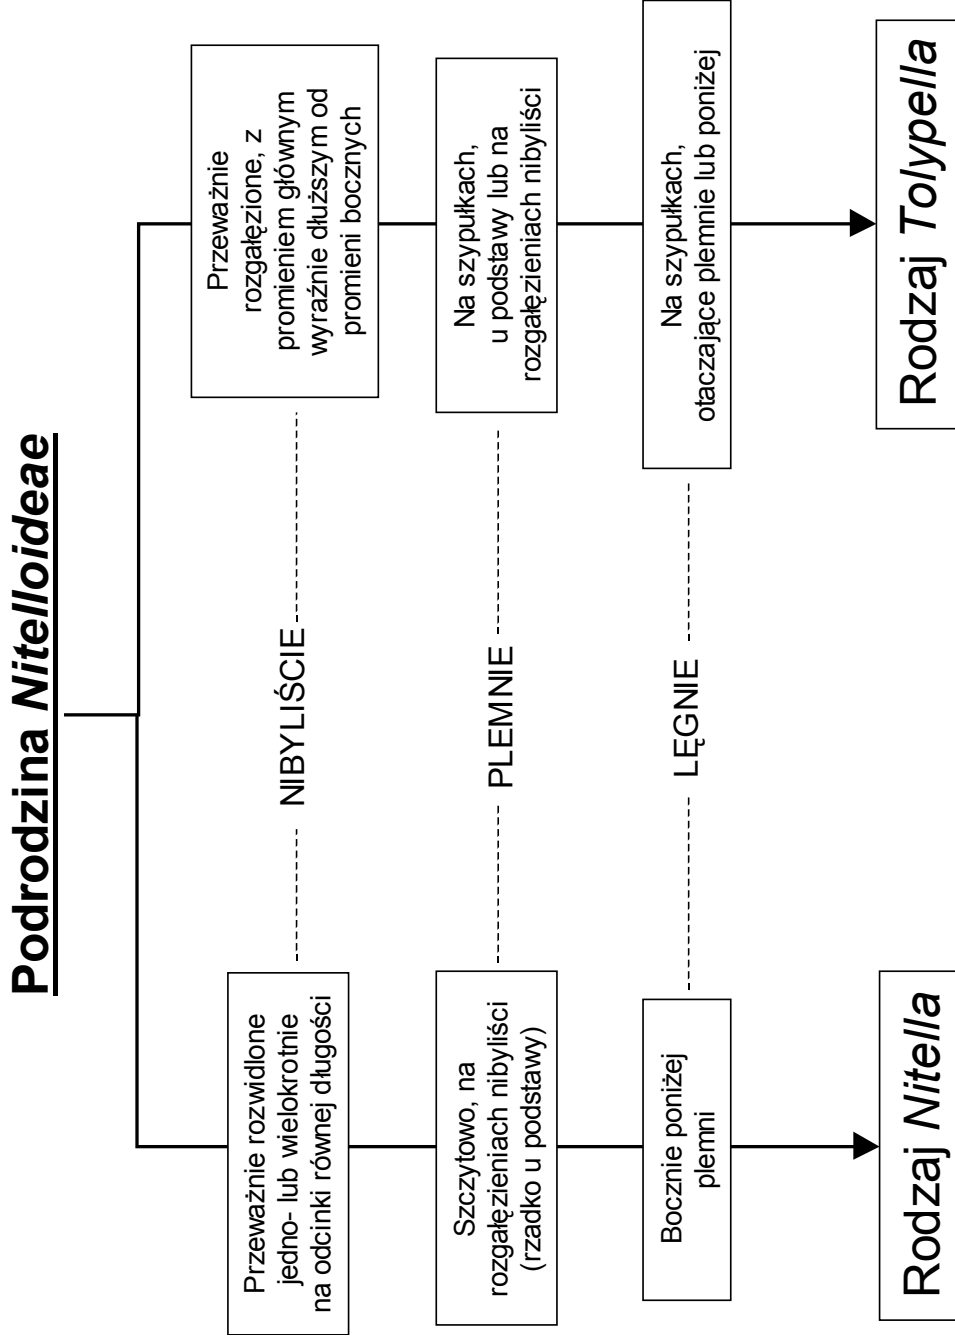 Podrodzina Nitelloideae
Przeważnie rozwidlone
jedno- lub wielokrotnie
na odcinki równej długości
NIBYLIŚCIE
Przeważnie
rozgałęzione, z
promieniem głównym
wyraźnie dłuższym od
promieni bocznych
Szczytowo, na
rozgałęzieniach nibyliści
(rzadko u podstawy)
PLEMNIE
Na szypułkach,
u podstawy lub na
rozgałęzieniach nibyliści
Bocznie poniżej
plemni
LĘGNIE
Na szypułkach,
otaczające plemnie lub poniżej
Rodzaj Nitella
Rodzaj Tolypella